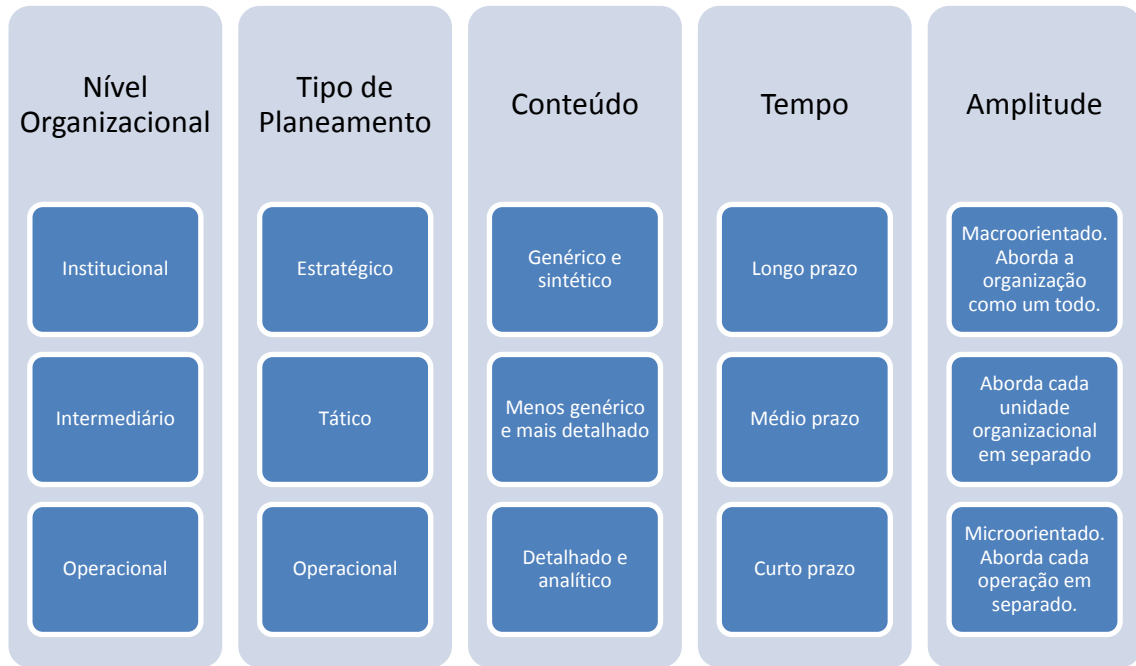 Nível
Organizacional
Institucional
Intermediário
Operacional
Tipo de
Planeamento
Estratégico
Tático
Operacional
Conteúdo
Genérico e
sintético
Menos genérico
e mais detalhado
Detalhado e
analítico
Tempo
Longo prazo
Médio prazo
Curto prazo
Amplitude
Macroorientado.
Aborda a
organização
como um todo.
Aborda cada
unidade
organizacional
em separado
Microorientado.
Aborda cada
operação em
separado.